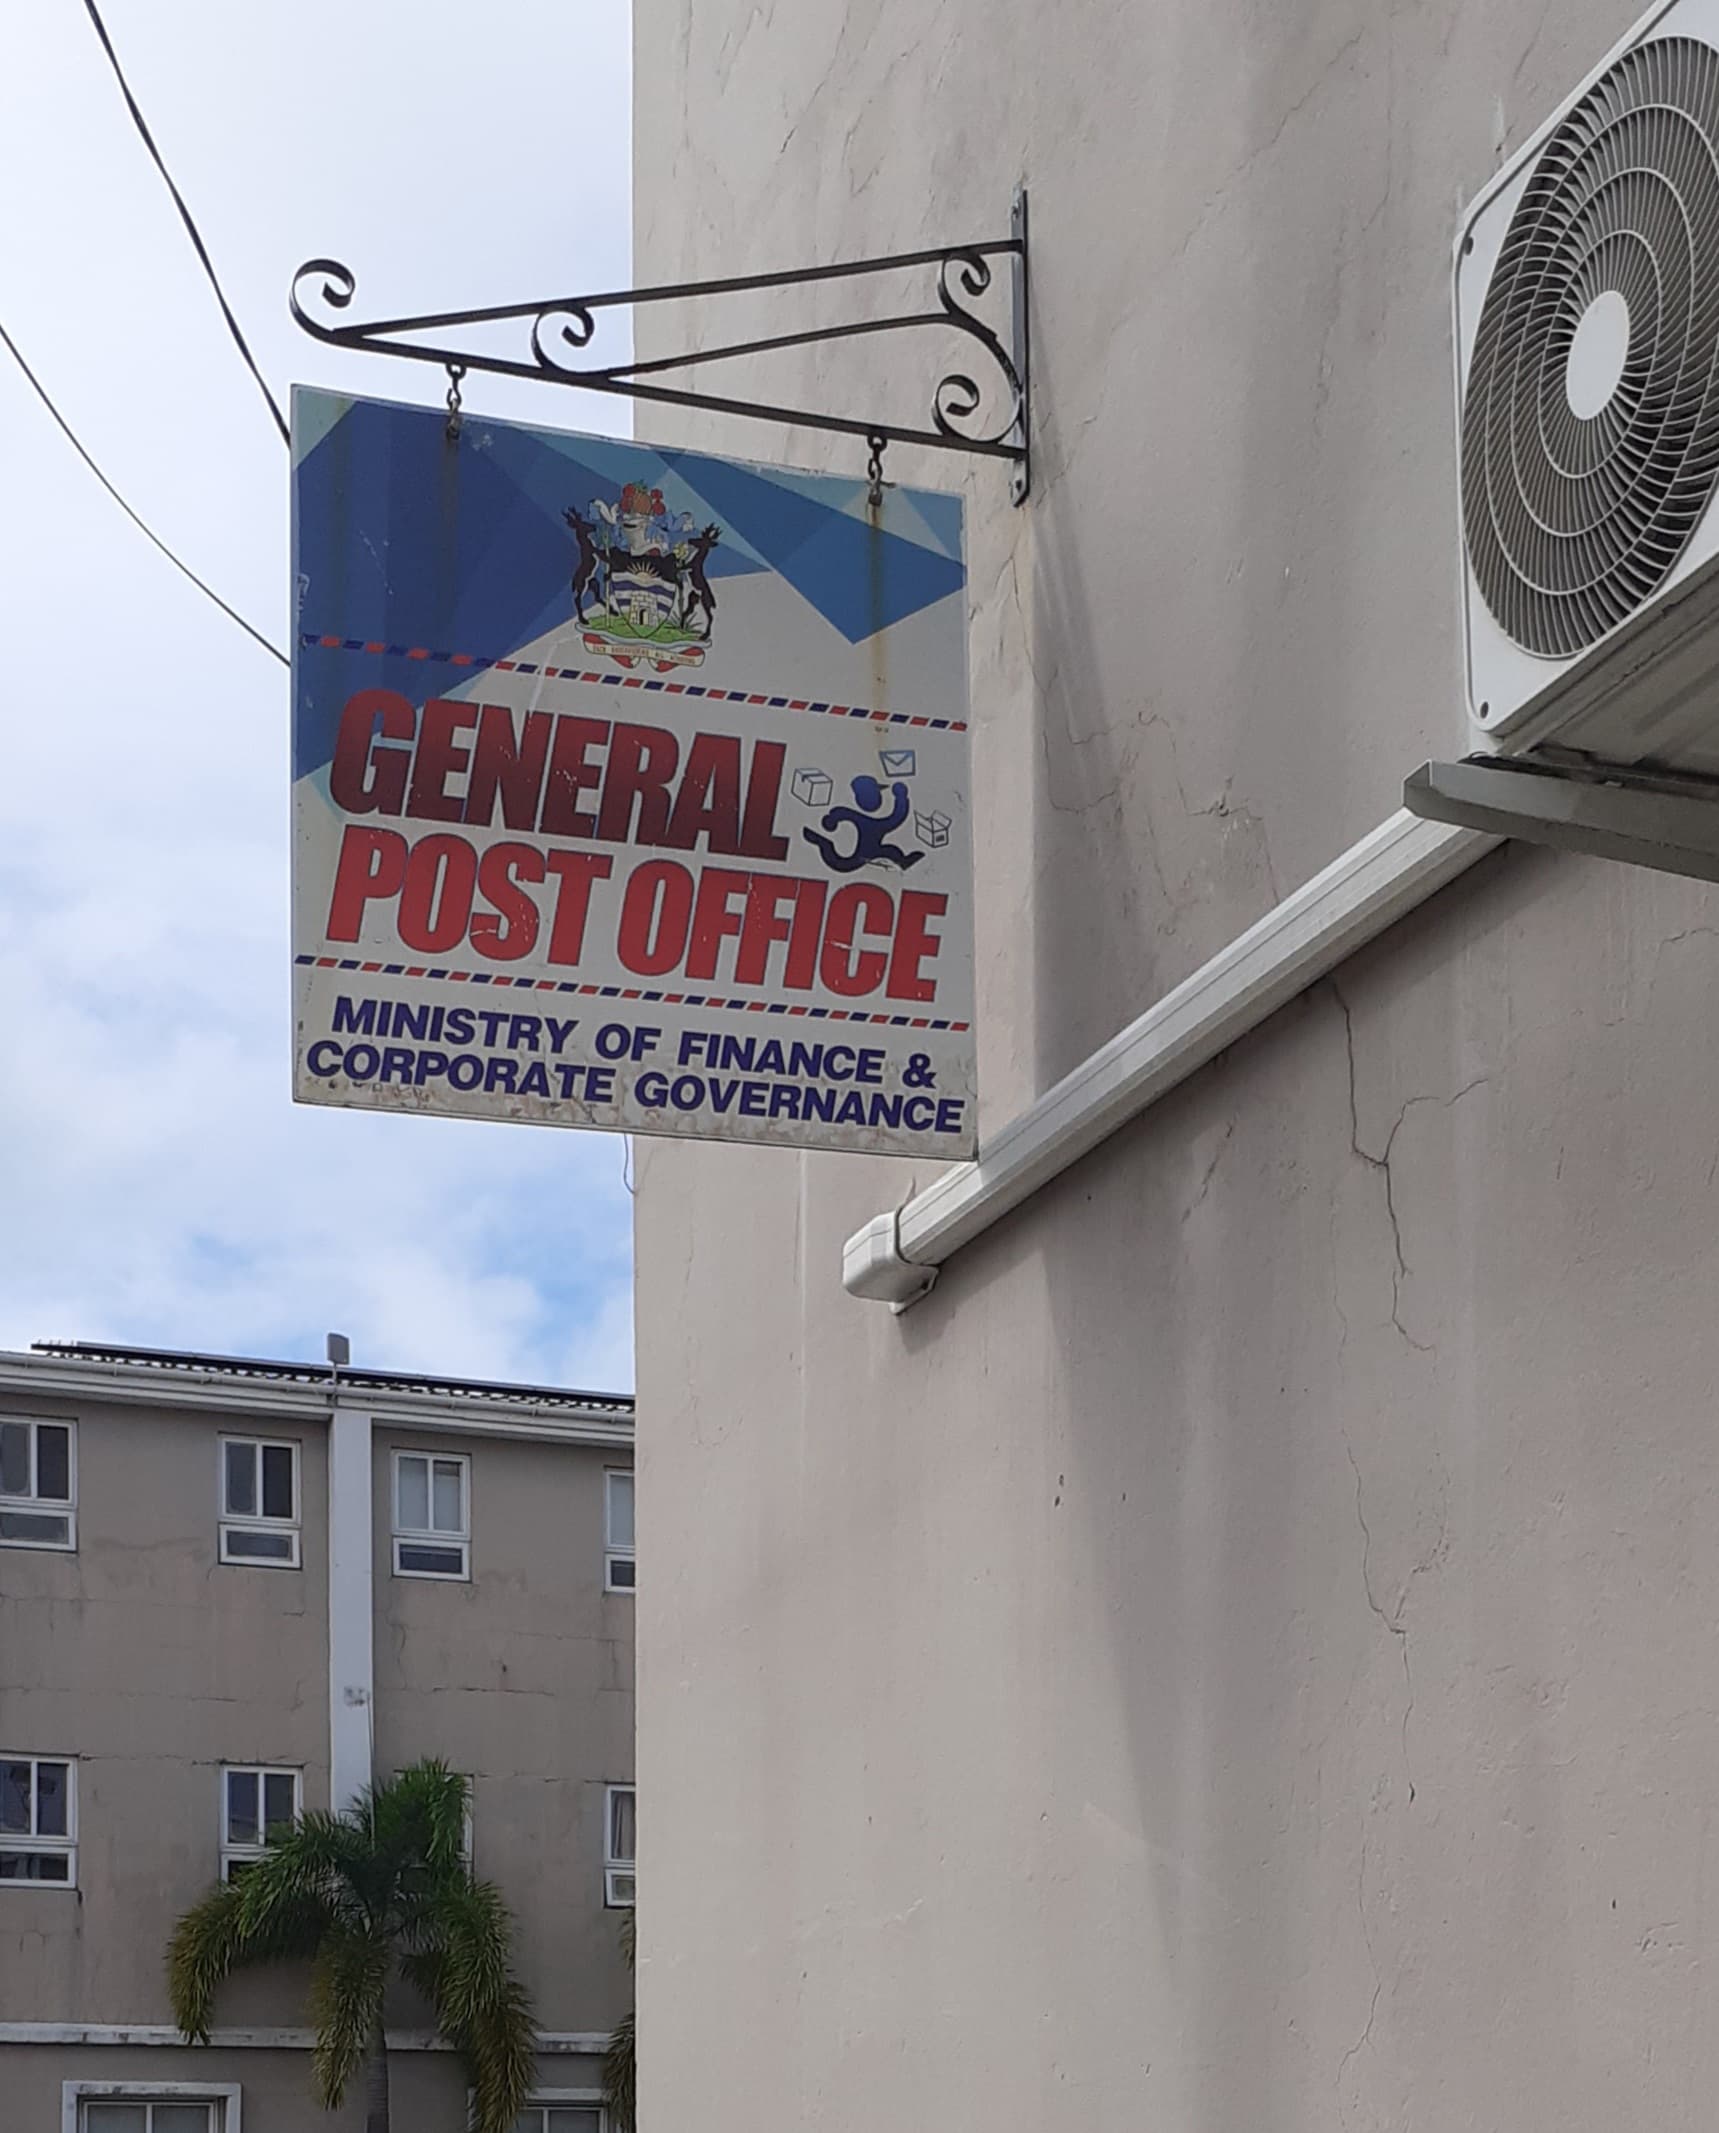 GENERAL
POST OFFICE
MINISTRY OF FINANCE &
CORPORATE GOVERNANCE